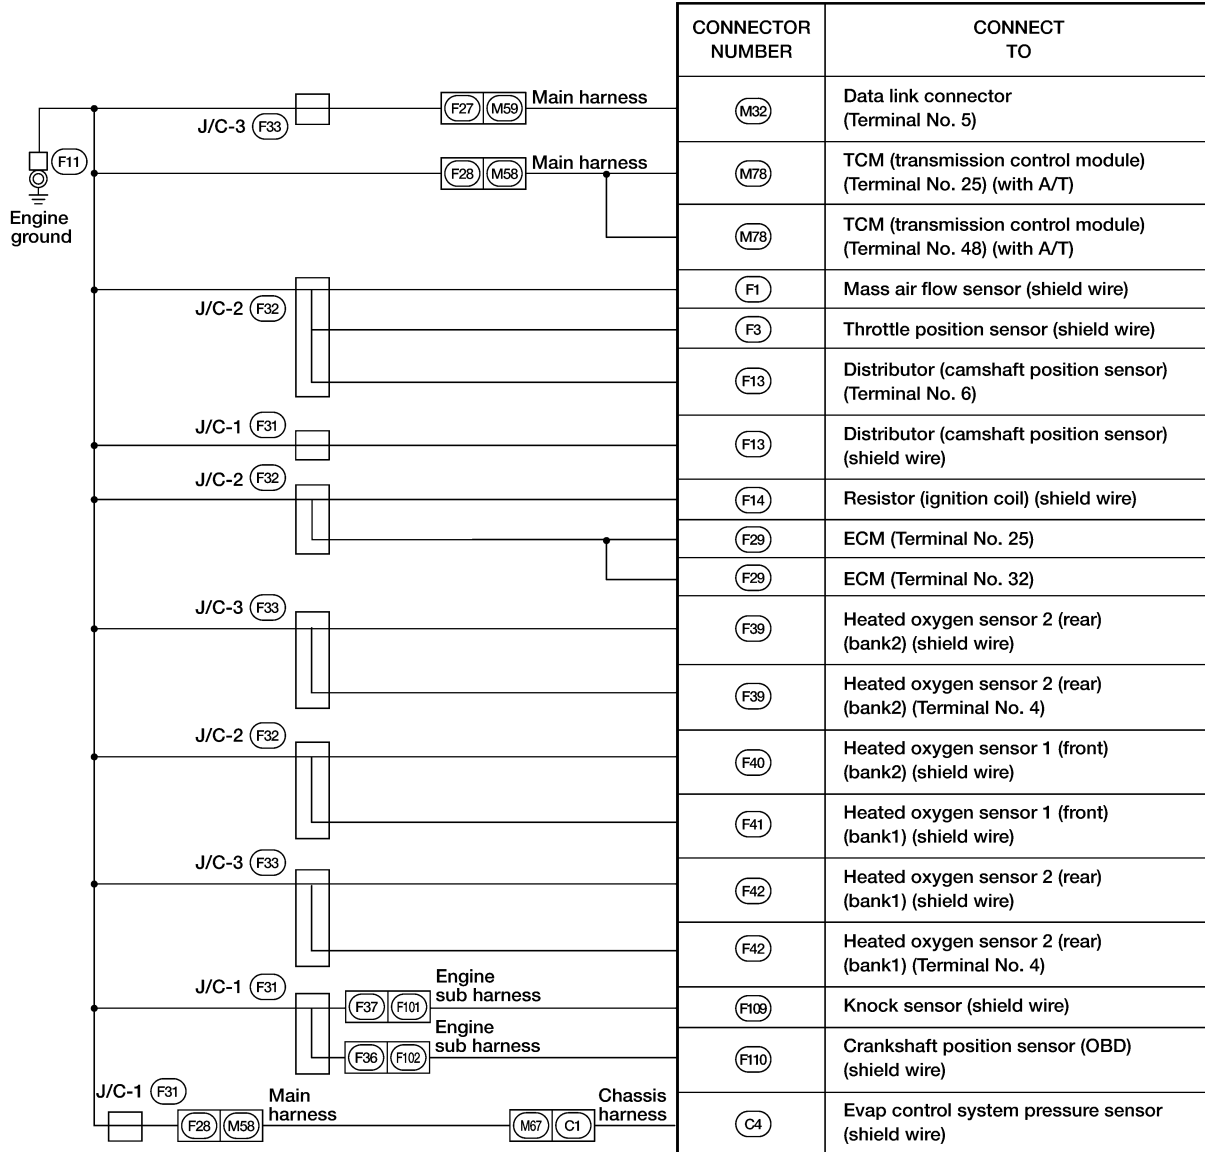 CONNECTOR
NUMBER
CONNECT
TO
J/C-3 F33
F27 M59 Main harness
M32
Data link connector
(Terminal No. 5)
F11
Engine
ground
F28 M58 Main harness
M78
TCM (transmission control module)
(Terminal No. 25) (with A/T)
M78
TCM (transmission control module)
(Terminal No. 48) (with A/T)
J/C-2 F32
F1
Mass air flow sensor (shield wire)
F3
Throttle position sensor (shield wire)
F13
Distributor (camshaft position sensor)
(Terminal No. 6)
J/C-1 F31
F13
Distributor (camshaft position sensor)
(shield wire)
J/C-2 F32
F14
Resistor (ignition coil) (shield wire)
F29
ECM (Terminal No. 25)
F29
ECM (Terminal No. 32)
J/C-3 F33
F39
Heated oxygen sensor 2 (rear)
(bank2) (shield wire)
F39
Heated oxygen sensor 2 (rear)
(bank2) (Terminal No. 4)
J/C-2 F32
F40
Heated oxygen sensor 1 (front)
(bank2) (shield wire)
F41
Heated oxygen sensor 1 (front)
(bank1) (shield wire)
J/C-3 F33
F42
Heated oxygen sensor 2 (rear)
(bank1) (shield wire)
F42
Heated oxygen sensor 2 (rear)
(bank1) (Terminal No. 4)
J/C-1 F31
F37 F101
Engine
sub harness
F109
Knock sensor (shield wire)
F36 F102
Engine
sub harness
F110
Crankshaft position sensor (OBD)
(shield wire)
J/C-1 F31
F28 M58
Main
harness
M67 C1
Chassis
harness
C4
Evap control system pressure sensor
(shield wire)